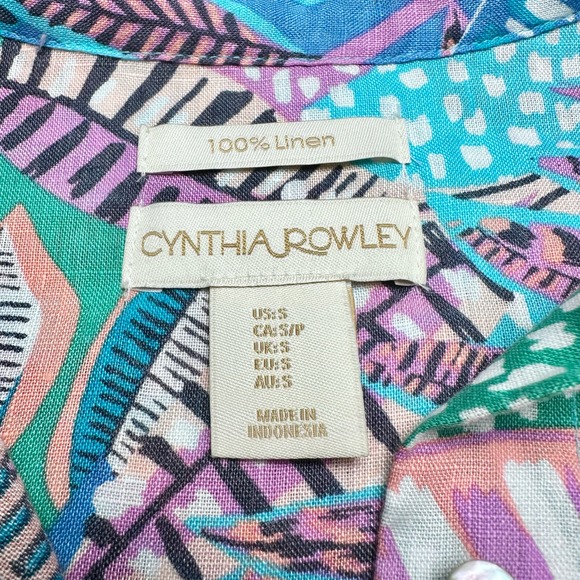 100% Linen
CYNTHIA ROWLEY
US: S
CA: S/P
UK: S
EU: S
AU: S
MADE IN
INDONESIA